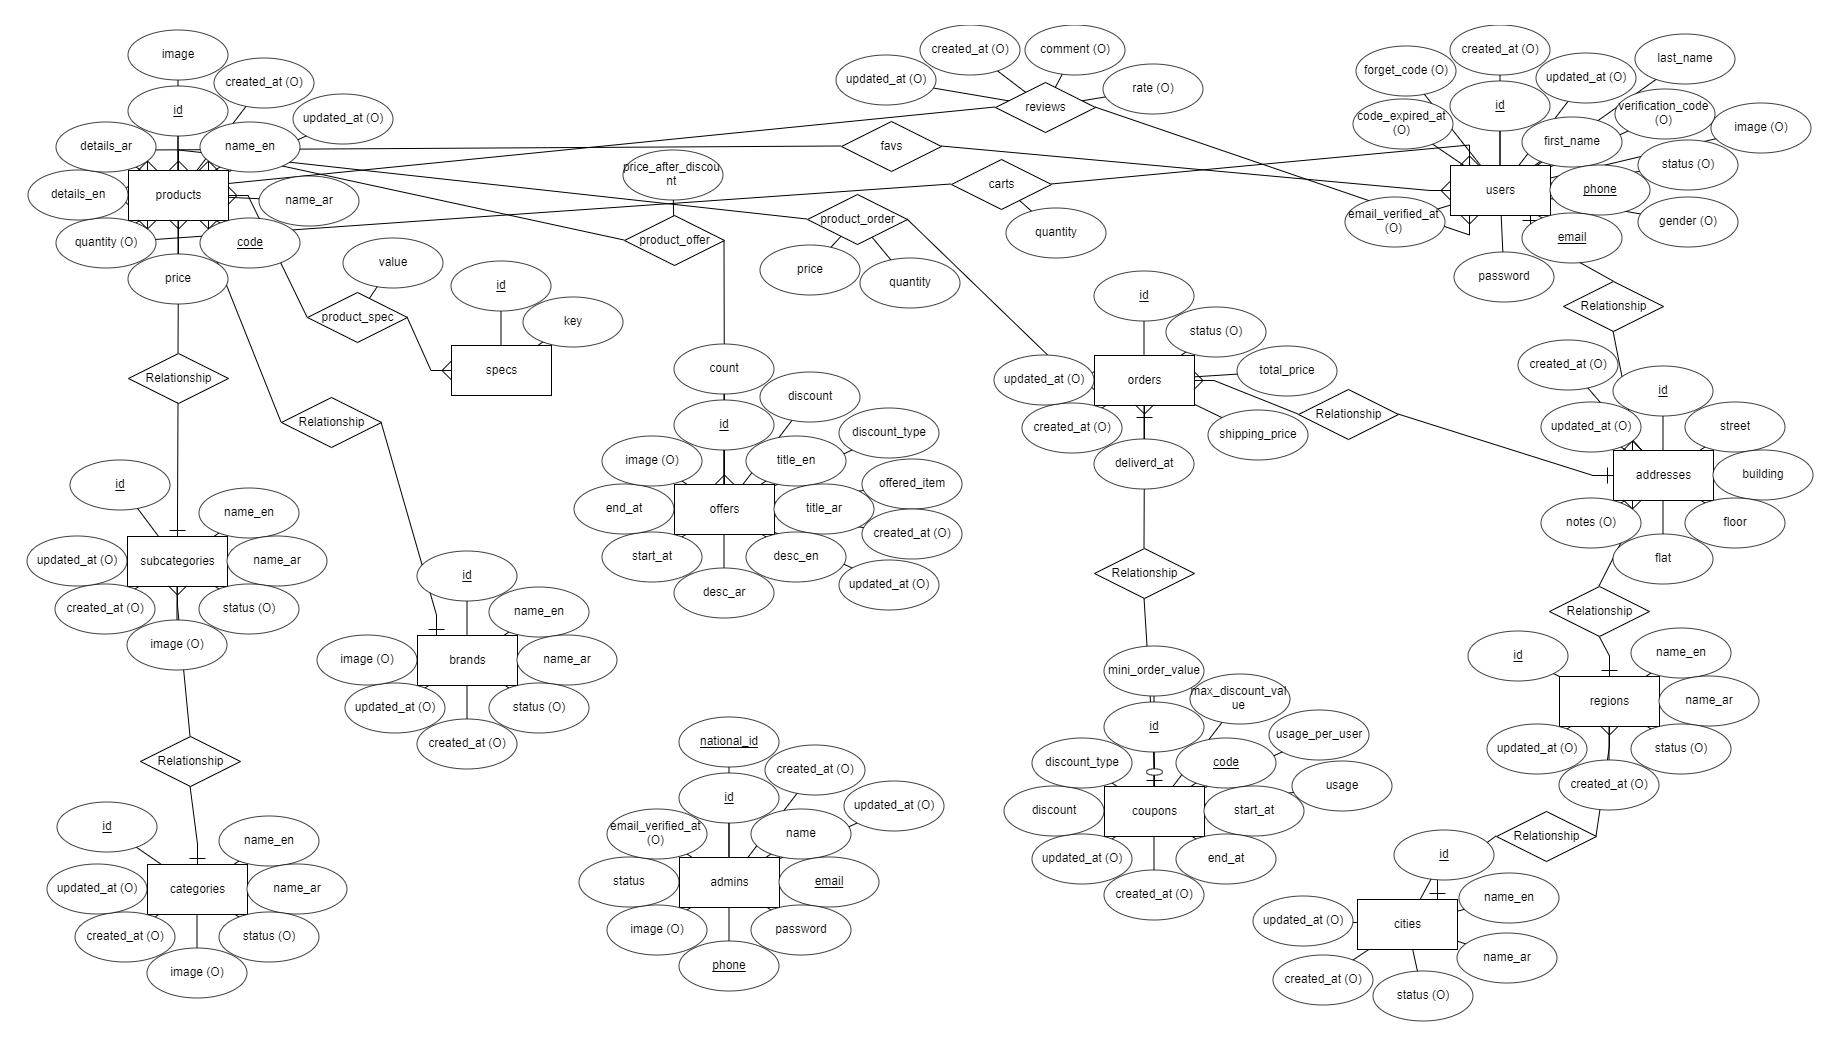 image
created_at (O)
id
updated_at (O)
details_ar
name_en
details_en
products
name_ar
quantity (O)
code
price
created_at (O)
comment (O)
updated_at (O)
rate (O)
reviews
favs
price_after_discou
nt
carts
product_order
product_offer
quantity
price
quantity
created_at (O)
last_name
forget_code (O)
updated_at (O)
id
verification_code
(O)
code_expired_at
(O)
image (O)
first_name
status (O)
users
phone
email_verified_at
(O)
gender (O)
email
password
value
id
product_spec
key
specs
Relationship
Relationship
count
discount
id
discount_type
image (O)
title_en
offered_item
end_at
offers
title_ar
created_at (O)
start_at
desc_en
updated_at (O)
desc_ar
id
status (O)
updated_at (O)
orders
total_price
created_at (O)
shipping_price
deliverd_at
Relationship
Relationship
created_at (O)
id
updated_at (O)
street
addresses
building
notes (O)
floor
flat
id
name_en
updated_at (O)
subcategories
name_ar
created_at (O)
status (O)
image (O)
id
name_en
image (O)
brands
name_ar
updated_at (O)
status (O)
created_at (O)
Relationship
Relationship
id
name_en
regions
name_ar
updated_at (O)
status (O)
created_at (O)
mini_order_value
max_discount_val
ue
id
usage_per_user
discount_type
code
usage
discount
coupons
start_at
updated_at (O)
end_at
created_at (O)
national_id
created_at (O)
id
updated_at (O)
email_verified_at
(O)
name
status
admins
email
image (O)
password
phone
Relationship
id
name_en
updated_at (O)
categories
name_ar
created_at (O)
status (O)
image (O)
Relationship
id
name_en
updated_at (O)
cities
name_ar
created_at (O)
status (O)